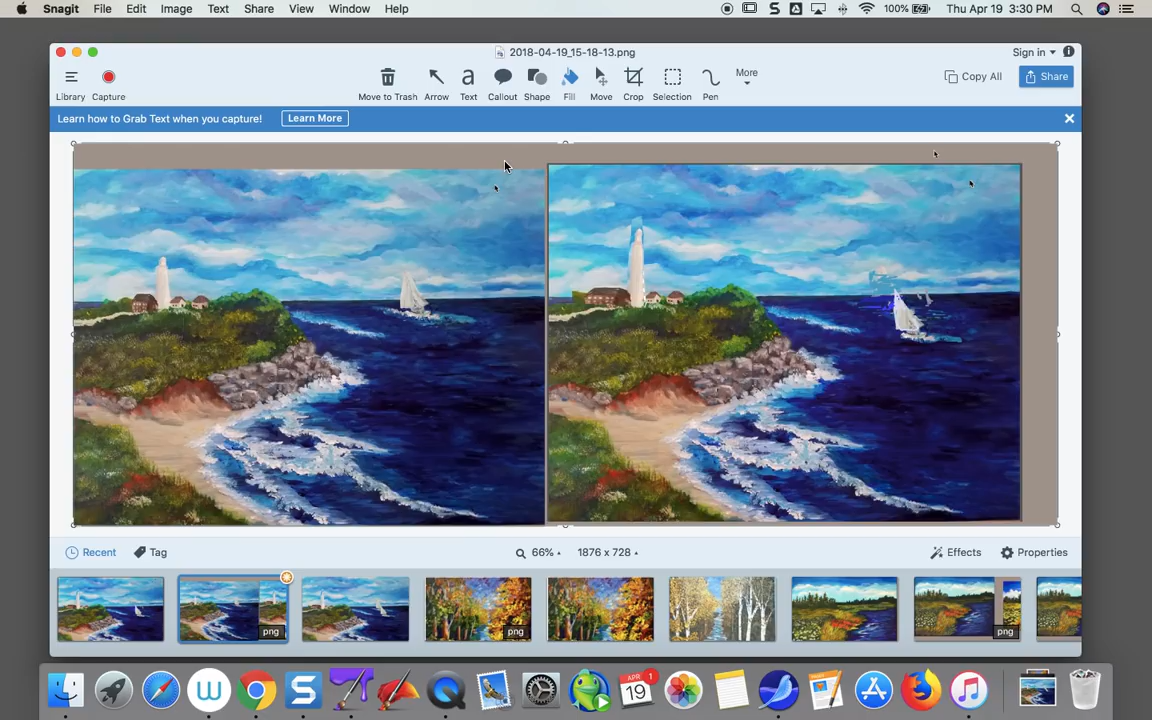 Snagit File Edit Image Text Share View Window Help 100% Thu Apr 19 3:30 PM
2018-04-19_15-18-13.png
Sign in
Library Capture Move to Trash Arrow Text Callout Shape Fill Move Crop Selection Pen More Copy All Share
Learn how to Grab Text when you capture! Learn More
Recent Tag 66% 1876 x 728 Effects Properties
png png png
APR 1
19